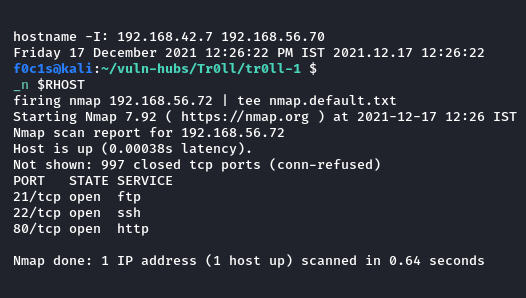 hostname -I: 192.168.42.7 192.168.56.70
Friday 17 December 2021 12:26:22 PM IST 2021.12.17 12:26:22
f0c1s@kali:~/vuln-hubs/Tr0ll/tr0ll-1 $
_n $RHOST
firing nmap 192.168.56.72 | tee nmap.default.txt
Starting Nmap 7.92 ( https://nmap.org ) at 2021-12-17 12:26 IST
Nmap scan report for 192.168.56.72
Host is up (0.00038s latency).
Not shown: 997 closed tcp ports (conn-refused)
PORT   STATE SERVICE
21/tcp open  ftp
22/tcp open  ssh
80/tcp open  http
Nmap done: 1 IP address (1 host up) scanned in 0.64 seconds